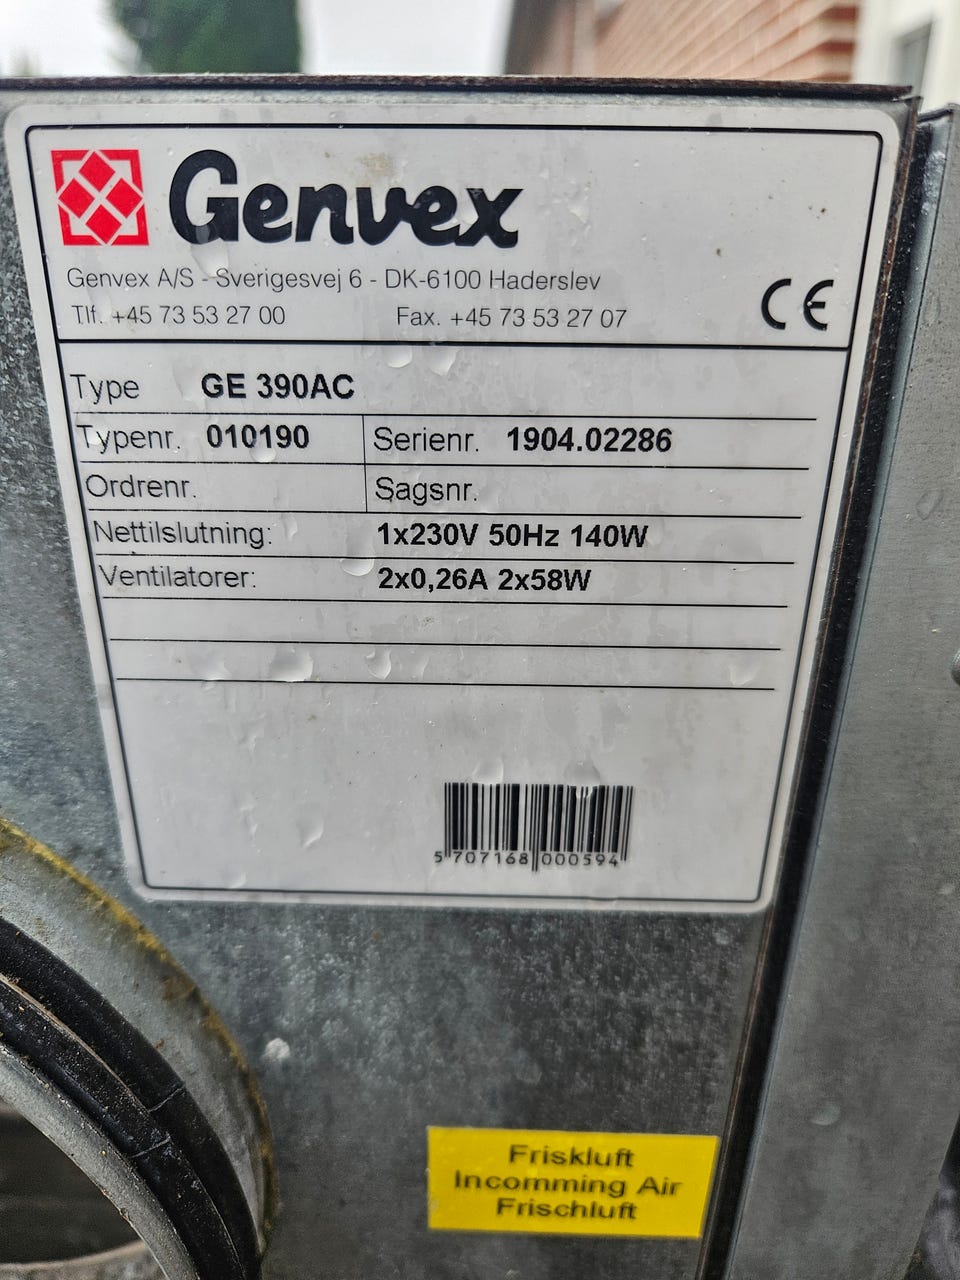 Genvex
Genvex A/S - Sverigesvej 6 - DK-6100 Haderslev
Tlf. +45 73 53 27 00 Fax. +45 73 53 27 07
CE
Type GE 390AC
Typenr. 010190 Serienr. 1904.02286
Ordrenr. Sagsnr.
Nettilslutning: 1x230V 50Hz 140W
Ventilatorer: 2x0,26A 2x58W
5 707168 000594
Friskluft
Incomming Air
Frischluft